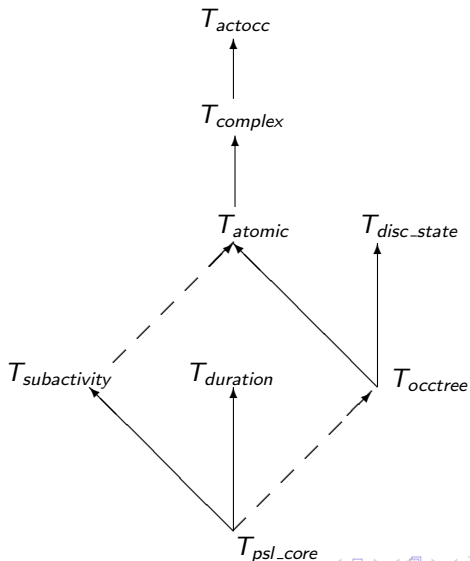 T_actocc
T_complex
T_atomic
T_disc_state
T_subactivity
T_duration
T_occtree
T_psl_core